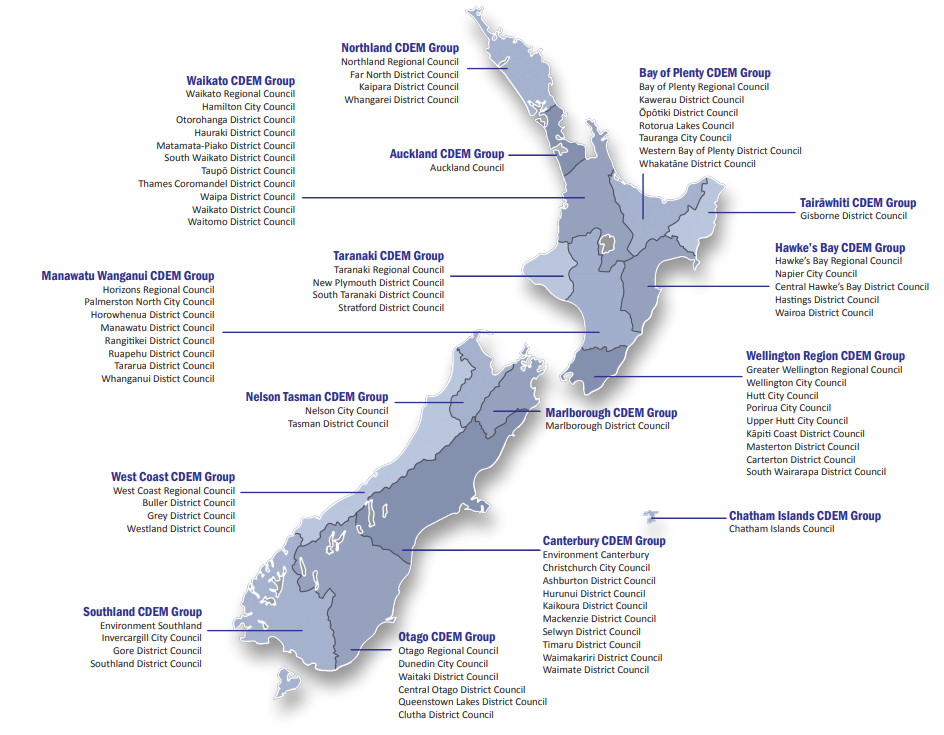 Northland CDEM Group
Northland Regional Council
Far North District Council
Kaipara District Council
Whangarei District Council
Waikato CDEM Group
Waikato Regional Council
Hamilton City Council
Otorohanga District Council
Hauraki District Council
Matamata-Piako District Council
South Waikato District Council
Taupō District Council
Thames Coromandel District Council
Waipa District Council
Waikato District Council
Waitomo District Council
Bay of Plenty CDEM Group
Bay of Plenty Regional Council
Kawerau District Council
Ōpōtiki District Council
Rotorua Lakes Council
Tauranga City Council
Western Bay of Plenty District Council
Whakatāne District Council
Auckland CDEM Group
Auckland Council
Tairāwhiti CDEM Group
Gisborne District Council
Taranaki CDEM Group
Taranaki Regional Council
New Plymouth District Council
South Taranaki District Council
Stratford District Council
Hawke's Bay CDEM Group
Hawke's Bay Regional Council
Napier City Council
Central Hawke's Bay District Council
Hastings District Council
Wairoa District Council
Manawatu Wanganui CDEM Group
Horizons Regional Council
Palmerston North City Council
Horowhenua District Council
Manawatu District Council
Rangitikei District Council
Ruapehu District Council
Tararua District Council
Whanganui Distict Council
Wellington Region CDEM Group
Greater Wellington Regional Council
Wellington City Council
Hutt City Council
Porirua City Council
Upper Hutt City Council
Kāpiti Coast District Council
Masterton District Council
Carterton District Council
South Wairarapa District Council
Nelson Tasman CDEM Group
Nelson City Council
Tasman District Council
Marlborough CDEM Group
Marlborough District Council
West Coast CDEM Group
West Coast Regional Council
Buller District Council
Grey District Council
Westland District Council
Chatham Islands CDEM Group
Chatham Islands Council
Canterbury CDEM Group
Environment Canterbury
Christchurch City Council
Ashburton District Council
Hurunui District Council
Kaikoura District Council
Mackenzie District Council
Selwyn District Council
Timaru District Council
Waimakariri District Council
Waimate District Council
Southland CDEM Group
Environment Southland
Invercargill City Council
Gore District Council
Southland District Council
Otago CDEM Group
Otago Regional Council
Dunedin City Council
Waitaki District Council
Central Otago District Council
Queenstown Lakes District Council
Clutha District Council